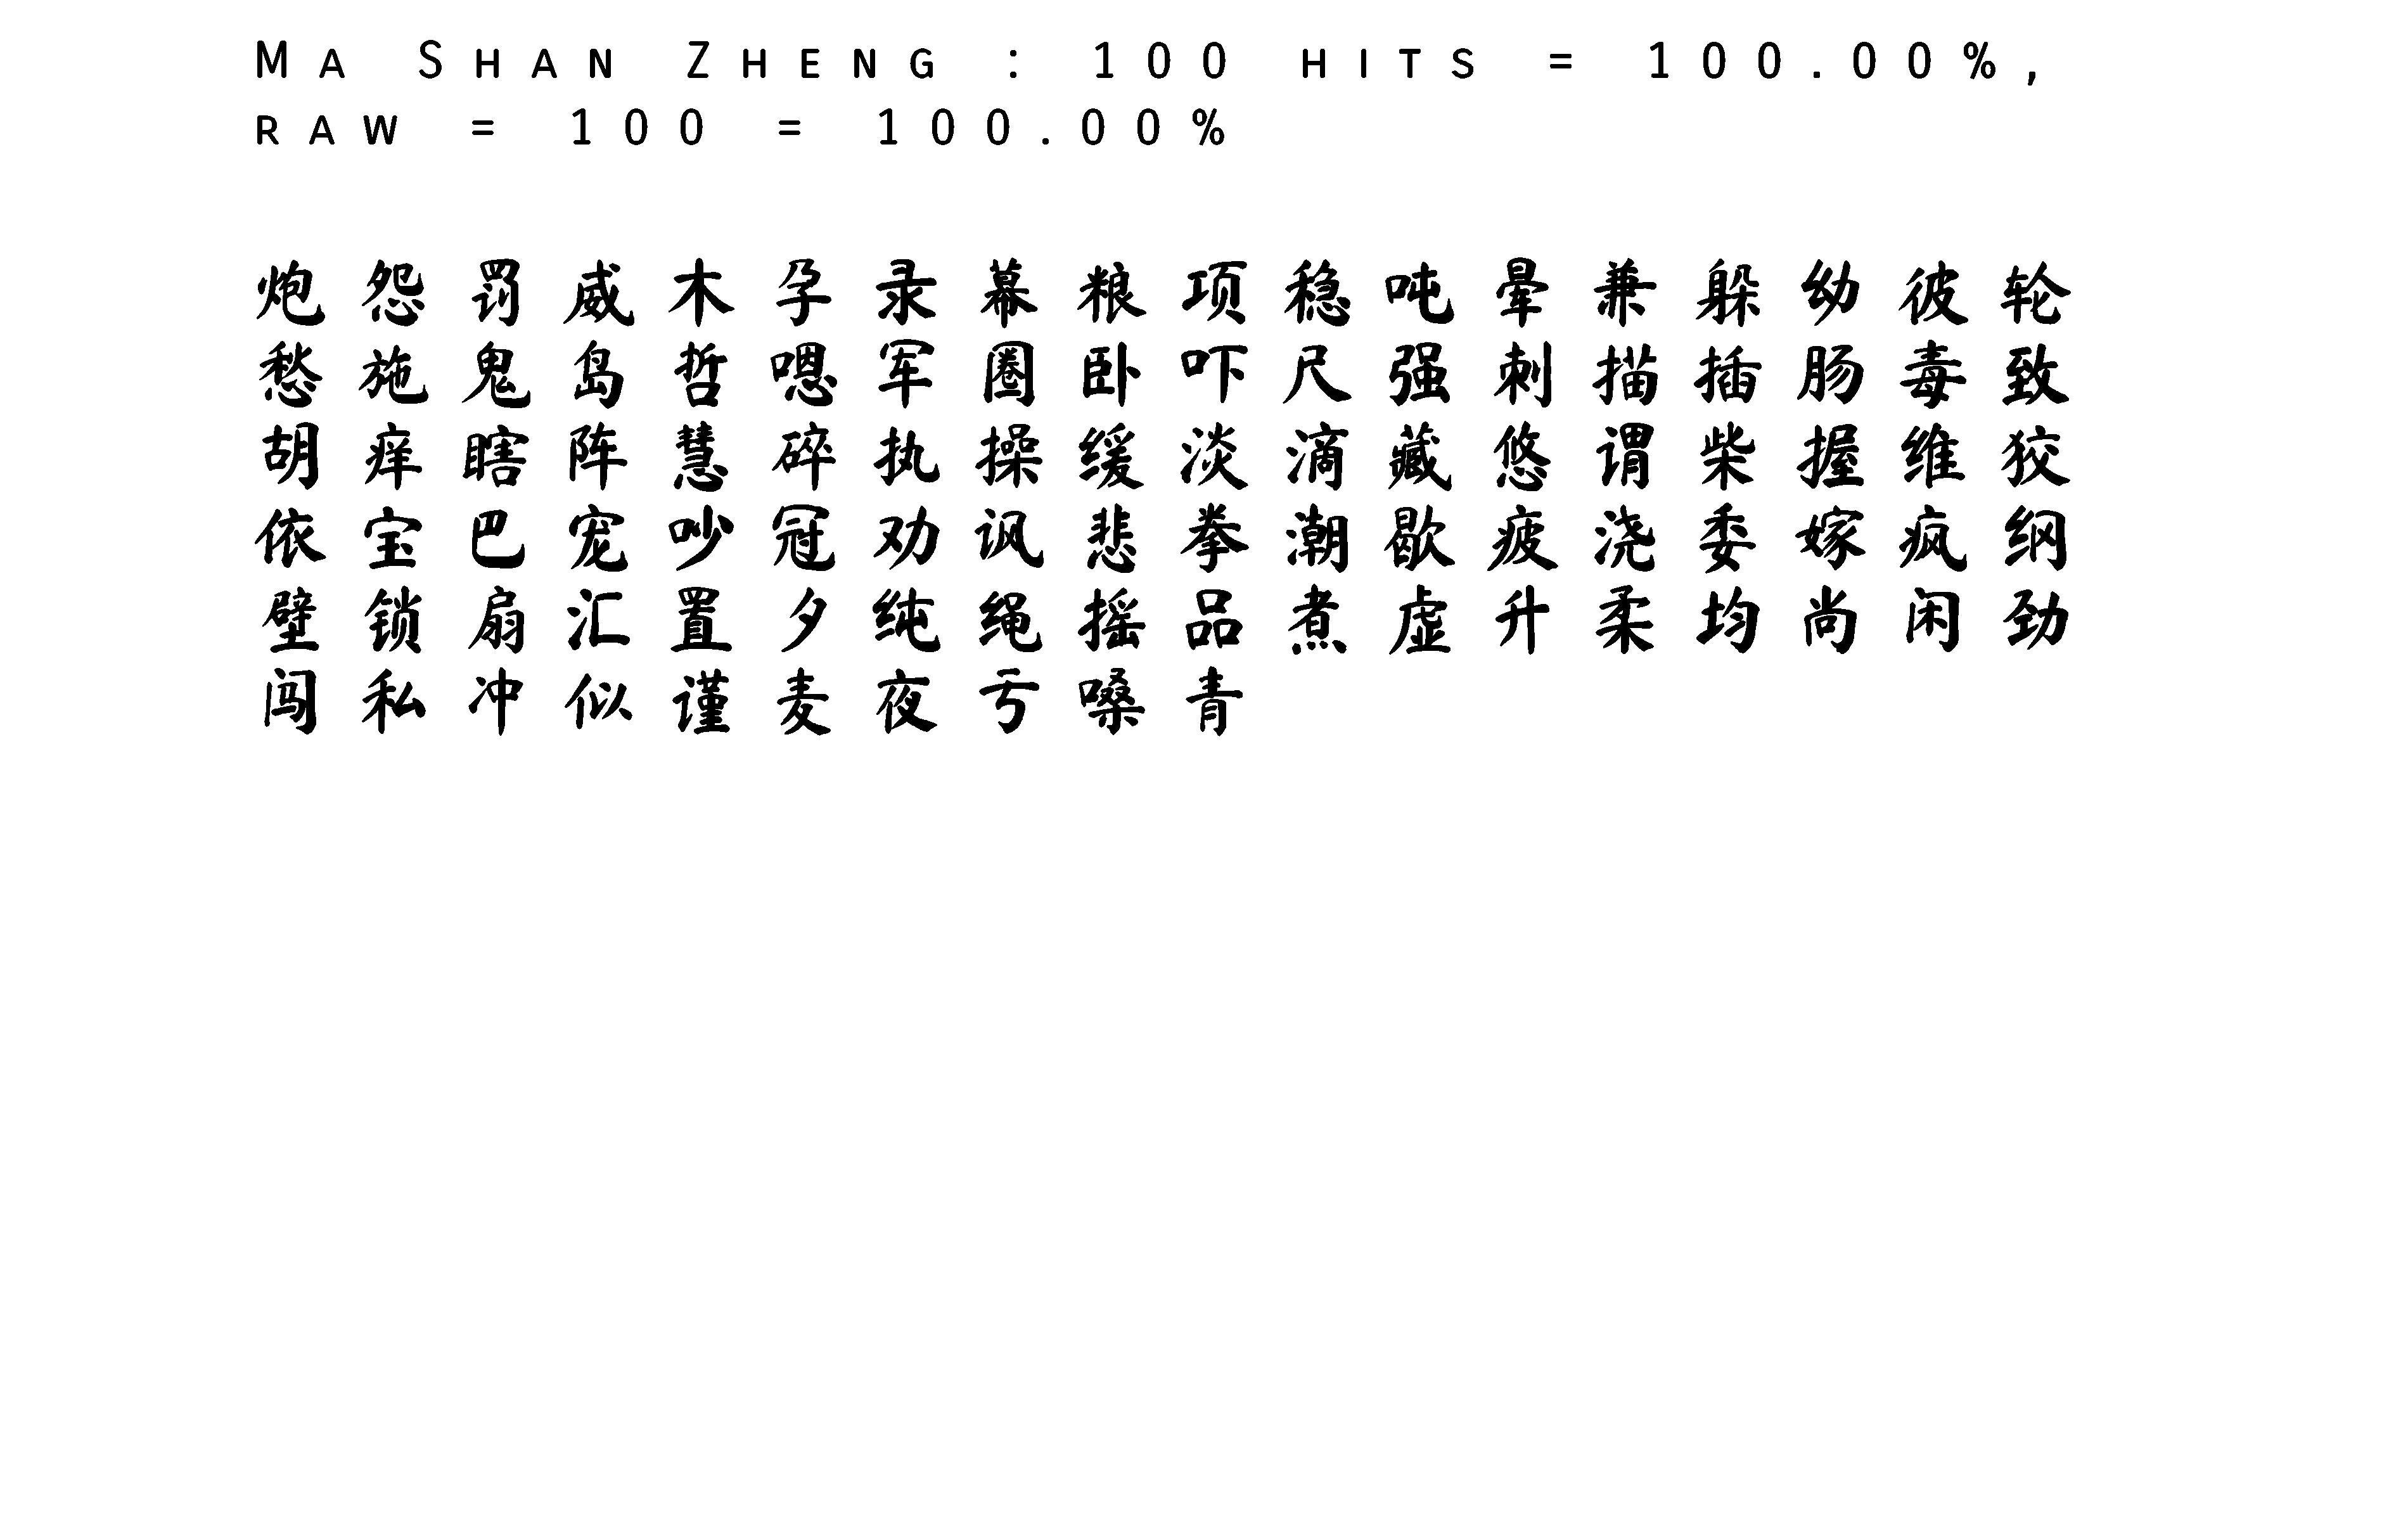 Ma Shan Zheng : 100 hits = 100.00%,
raw = 100 = 100.00%
炮怨罚威木孕录幕粮项稳吨晕兼躲幼彼轮
愁施鬼岛哲嗯军圈卧吓尺强刺描插肠毒致
胡痒瞎阵慧碎执操缓淡滴藏悠谓柴握维狡
依宝巴宠吵冠劝讽悲拳潮歇疲浇委嫁疯纲
壁锁扇汇置夕纯绳摇品煮虚升柔均尚闲劲
闯私冲似谨麦夜亏嗓青